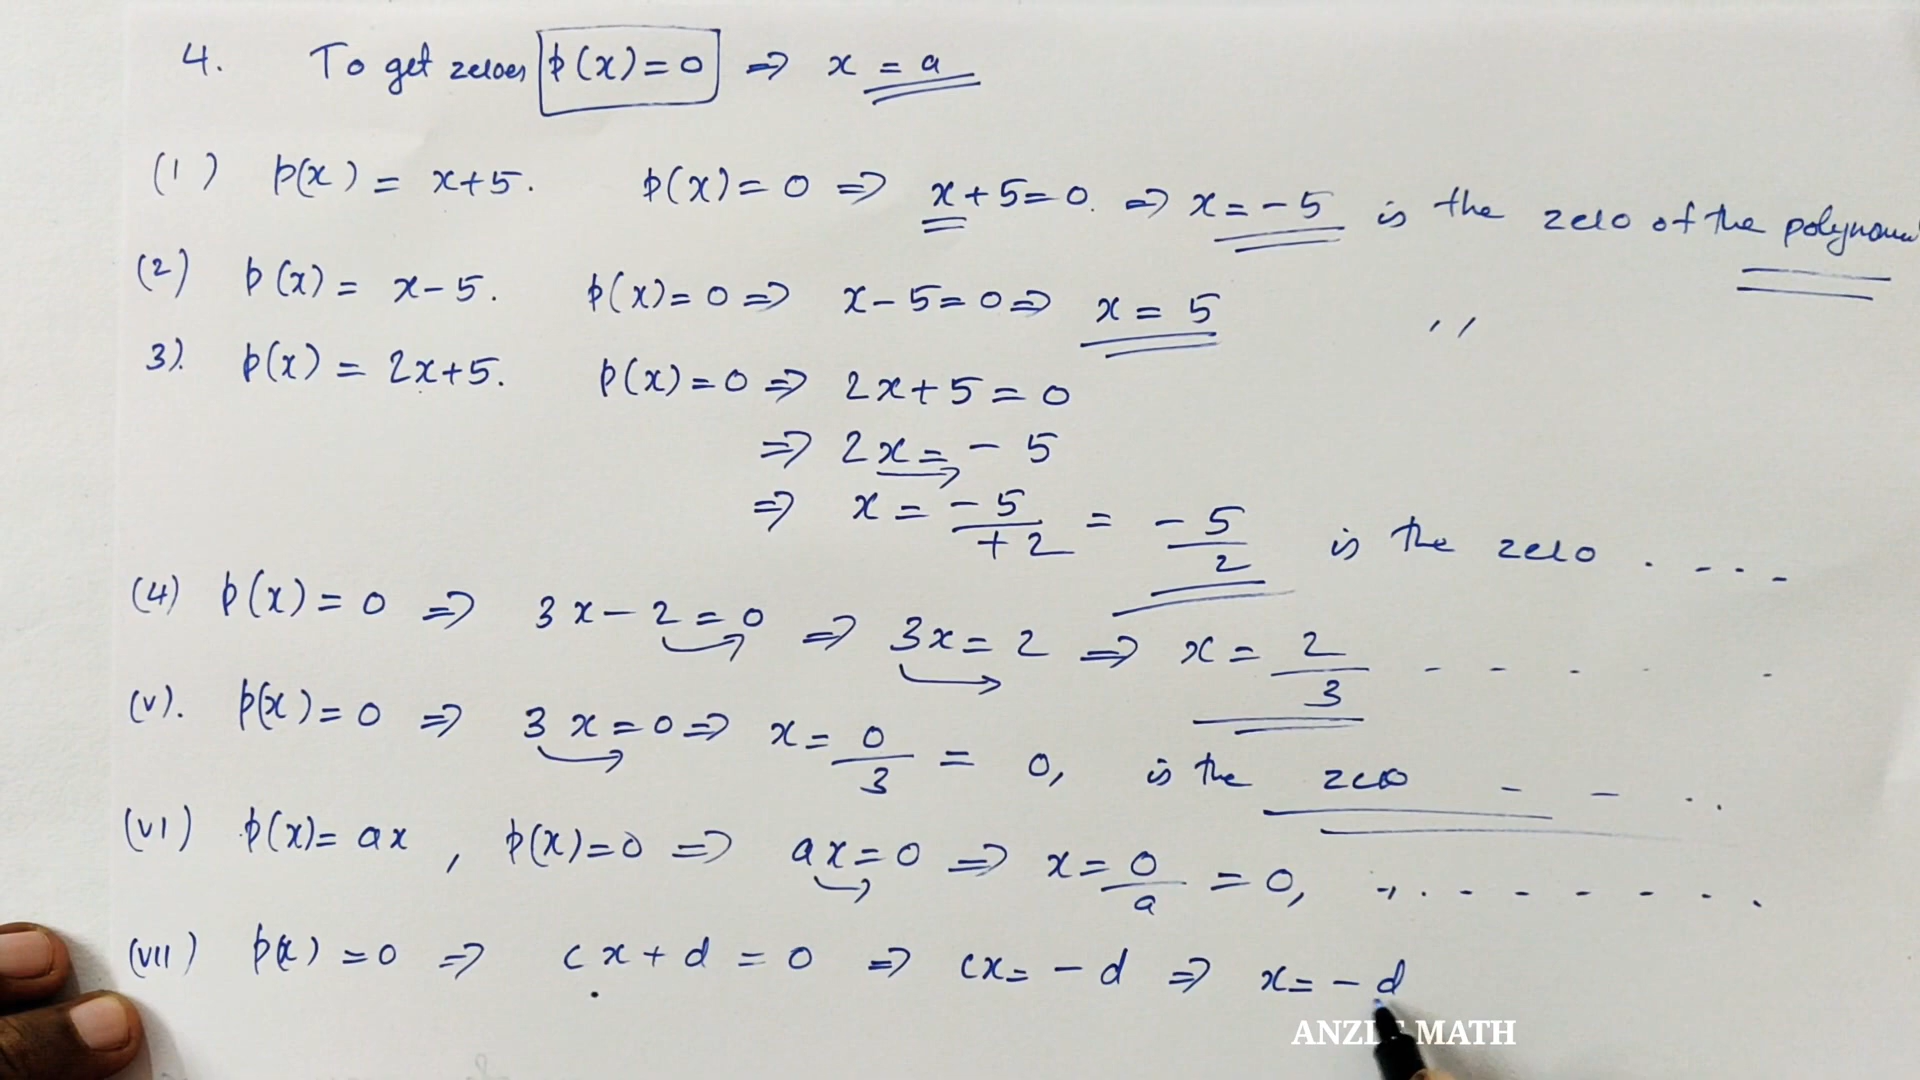 4. To get zeroes p(x)=0 ⇒ x = a
(1) p(x) = x+5. p(x)=0 ⇒ x+5=0. ⇒ x=-5 is the zero of the
(2) p(x) = x-5. p(x)=0 ⇒ x-5=0 ⇒ x = 5 ,,
3). p(x) = 2x+5. p(x)=0 ⇒ 2x+5=0
⇒ 2x = -5
⇒ x = -5/+2 = -5/2 is the zero . - - . -
(4) p(x)=0 ⇒ 3x-2=0 ⇒ 3x=2 ⇒ x=2/3 - - - - -
(v). p(x)=0 ⇒ 3x=0 ⇒ x=0/3 = 0, is the zero - - . .
(VI) p(x)=ax, p(x)=0 ⇒ ax=0 ⇒ x=0/a =0, ,, . - - - - - - .
(VII) p(x)=0 ⇒ cx+d=0 ⇒ cx=-d ⇒ x=-d
MATH